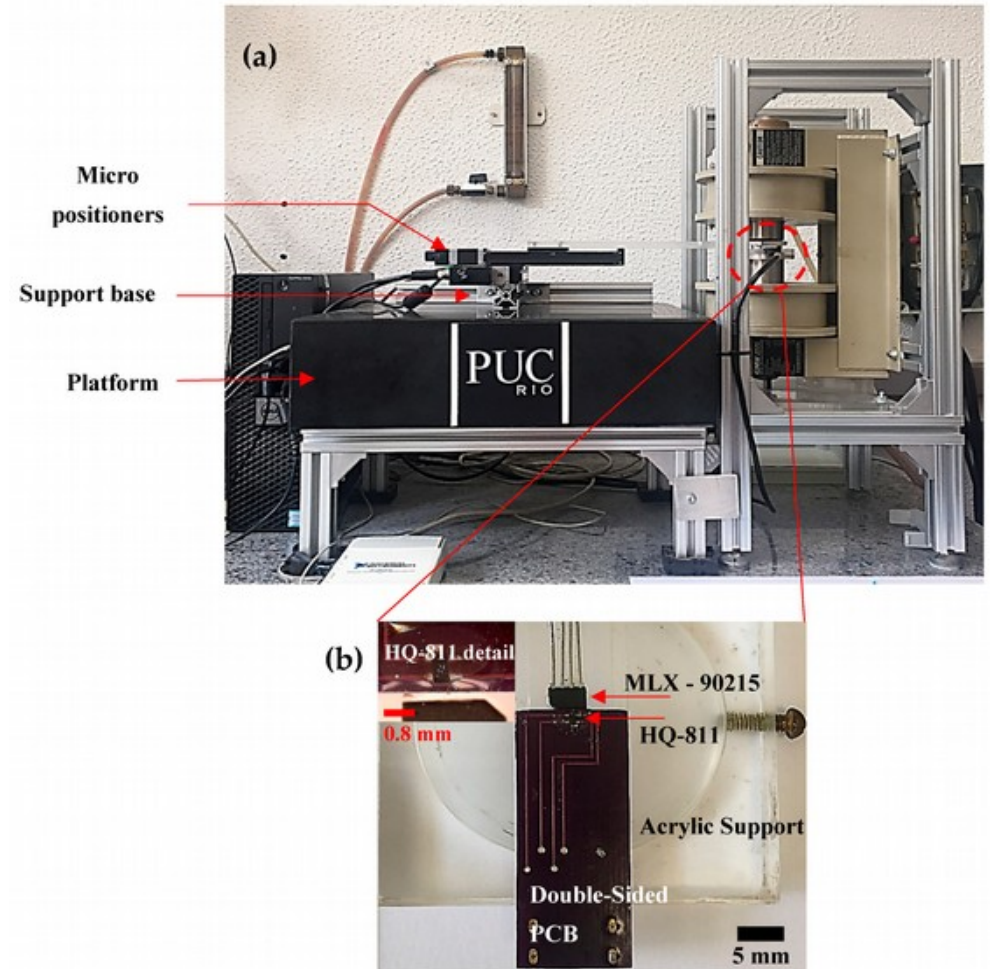 (a)
Micro
positioners
Support base
Platform
PUC
RIO
(b)
HQ-811 detail
0.8 mm
MLX - 90215
HQ-811
Acrylic Support
Double-Sided
PCB
5 mm